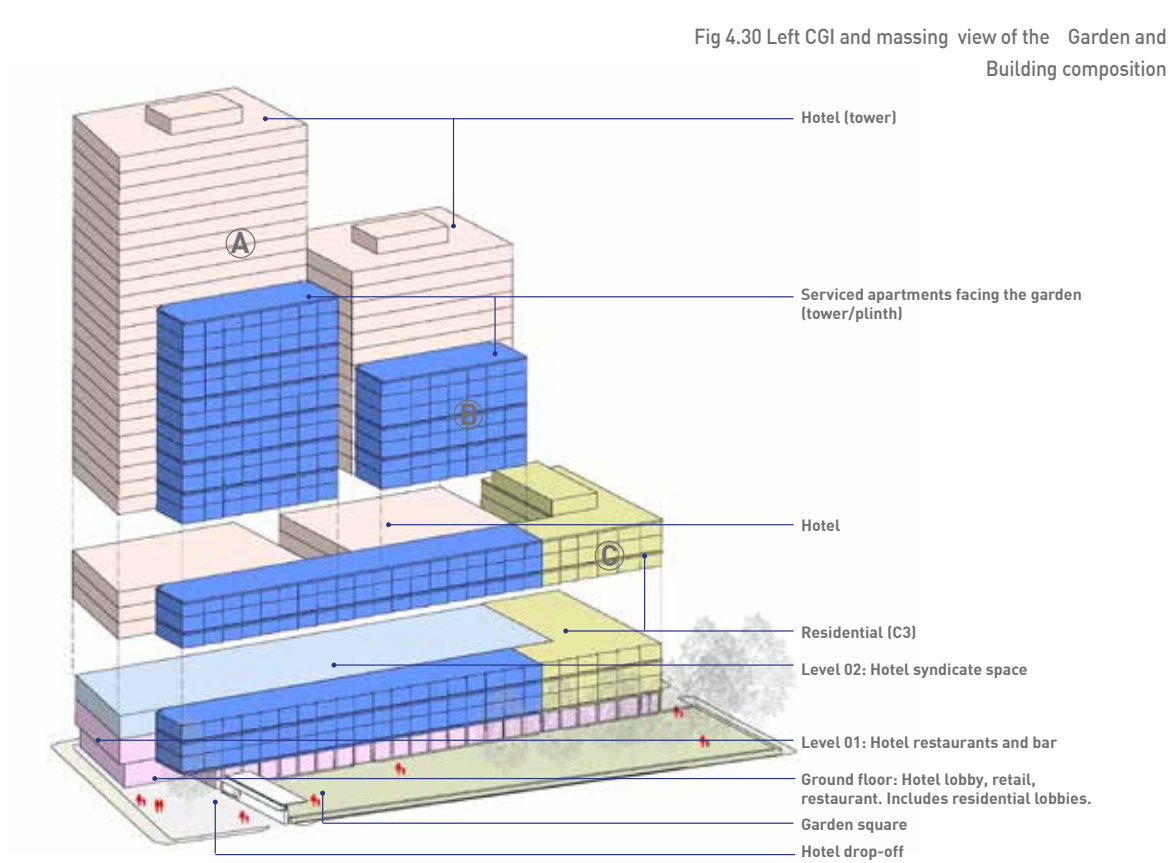 Fig 4.30 Left CGI and massing view of the Garden and
Building composition
Hotel (tower)
A
Serviced apartments facing the garden
(tower/plinth)
B
Hotel
C
Residential (C3)
Level 02: Hotel syndicate space
Level 01: Hotel restaurants and bar
Ground floor: Hotel lobby, retail,
restaurant. Includes residential lobbies.
Garden square
Hotel drop-off